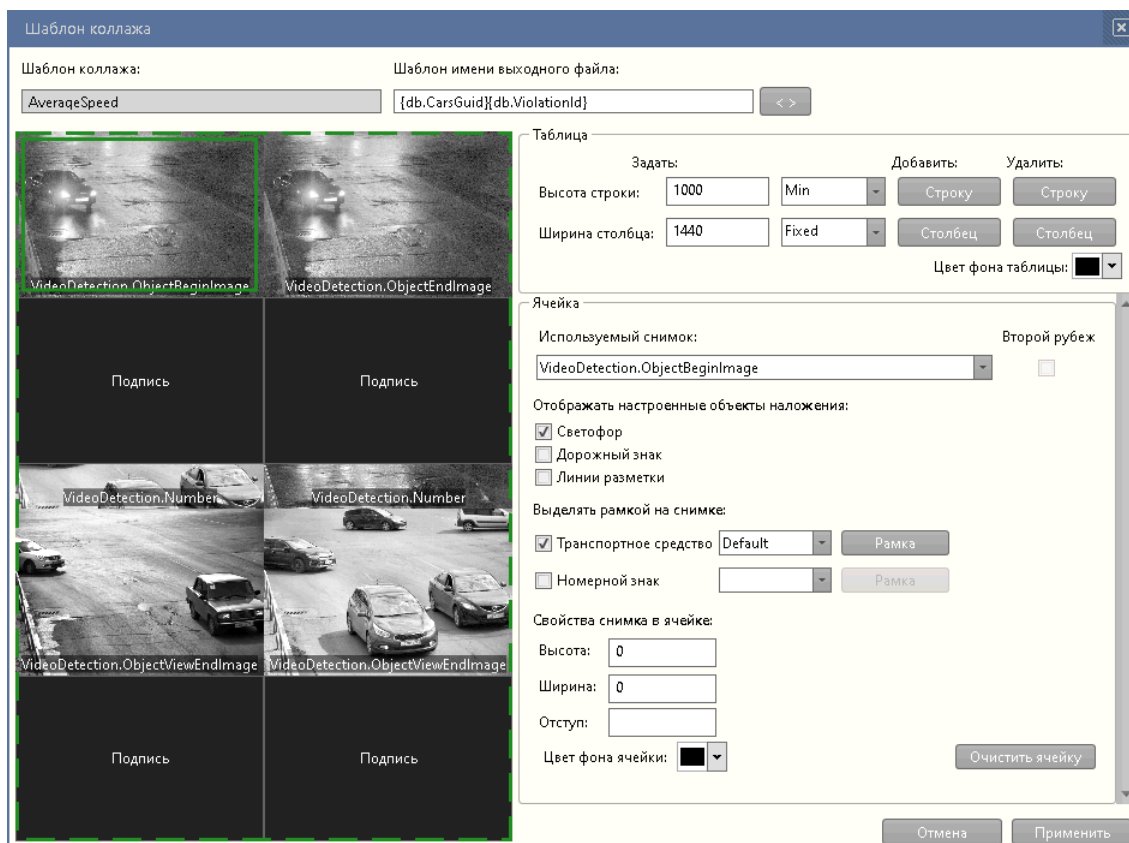 Шаблон коллажа
Шаблон коллажа:
Шаблон имени выходного файла:
AverageSpeed
{db.CarsGuid}{db.ViolationId}
< >
VideoDetection.ObjectBeginImage
VideoDetection.ObjectEndImage
Подпись
Подпись
VideoDetection.Number
VideoDetection.Number
VideoDetection.ObjectViewEndImage
VideoDetection.ObjectViewEndImage
Подпись
Подпись
Таблица
Задать:
Добавить:
Удалить:
Высота строки:
1000
Min
Строку
Строку
Ширина столбца:
1440
Fixed
Столбец
Столбец
Цвет фона таблицы:
Ячейка
Используемый снимок:
Второй рубеж
VideoDetection.ObjectBeginImage
Отображать настроенные объекты наложения:
Светофор
Дорожный знак
Линии разметки
Выделять рамкой на снимке:
Транспортное средство
Default
Рамка
Номерной знак
Рамка
Свойства снимка в ячейке:
Высота:
0
Ширина:
0
Отступ:
Цвет фона ячейки:
Очистить ячейку
Отмена
Применить